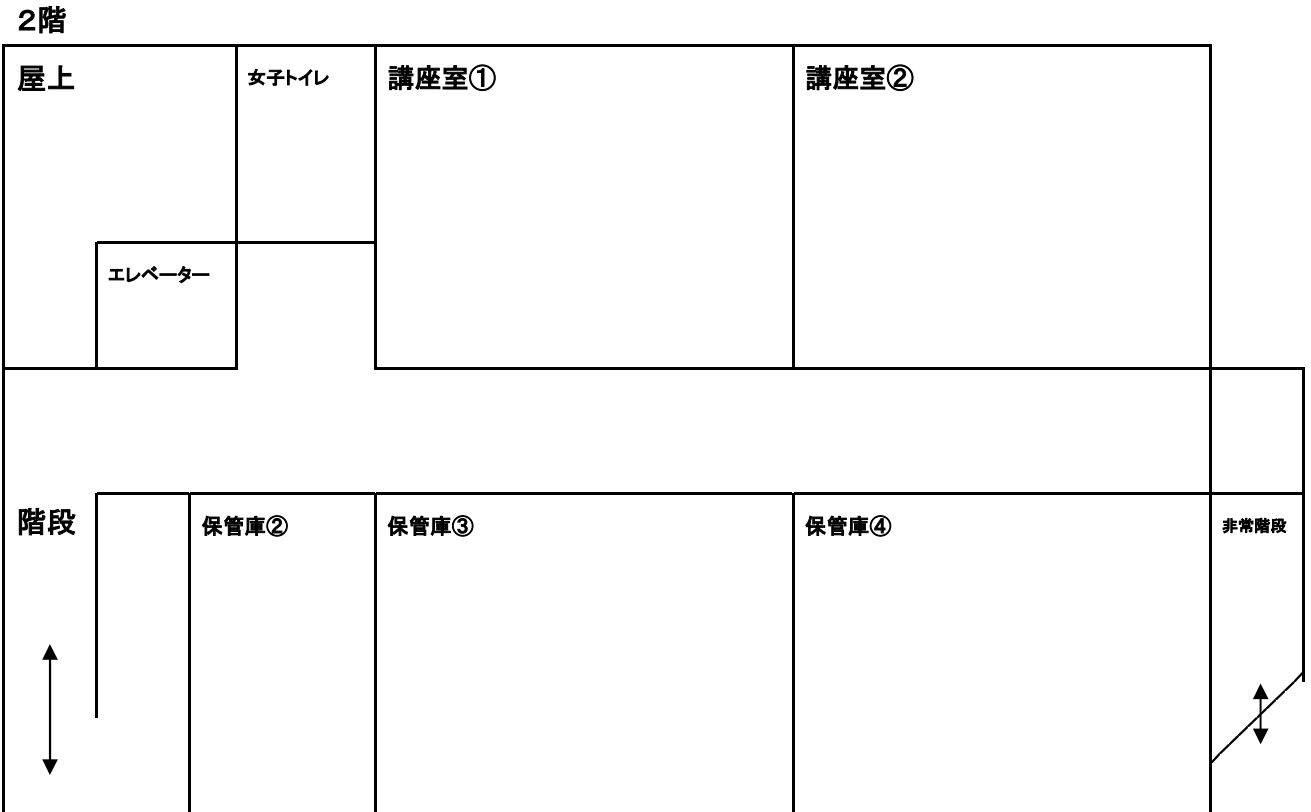 ２階
屋上
女子トイレ
講座室①
講座室②
エレベーター
階段
保管庫②
保管庫③
保管庫④
非常階段